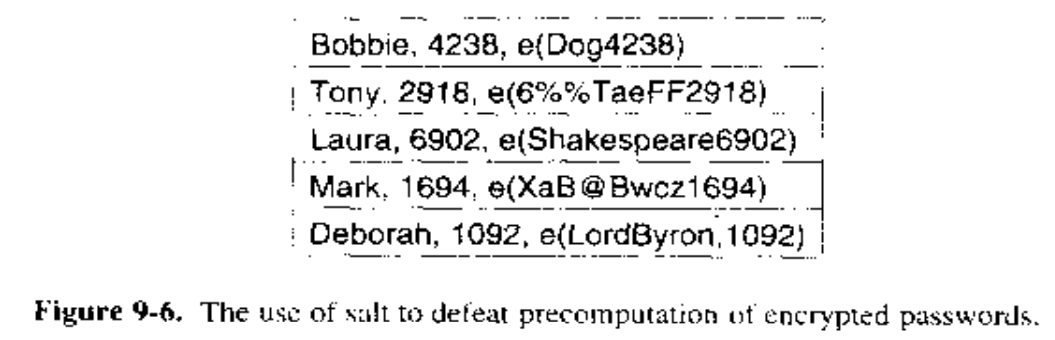 Bobbie, 4238, e(Dog4238)
Tony, 2918, e(6%%TaeFF2918)
Laura, 6902, e(Shakespeare6902)
Mark, 1694, e(XaB@Bwcz1694)
Deborah, 1092, e(LordByron,1092)
Figure 9-6. The use of salt to defeat precomputation of encrypted passwords.